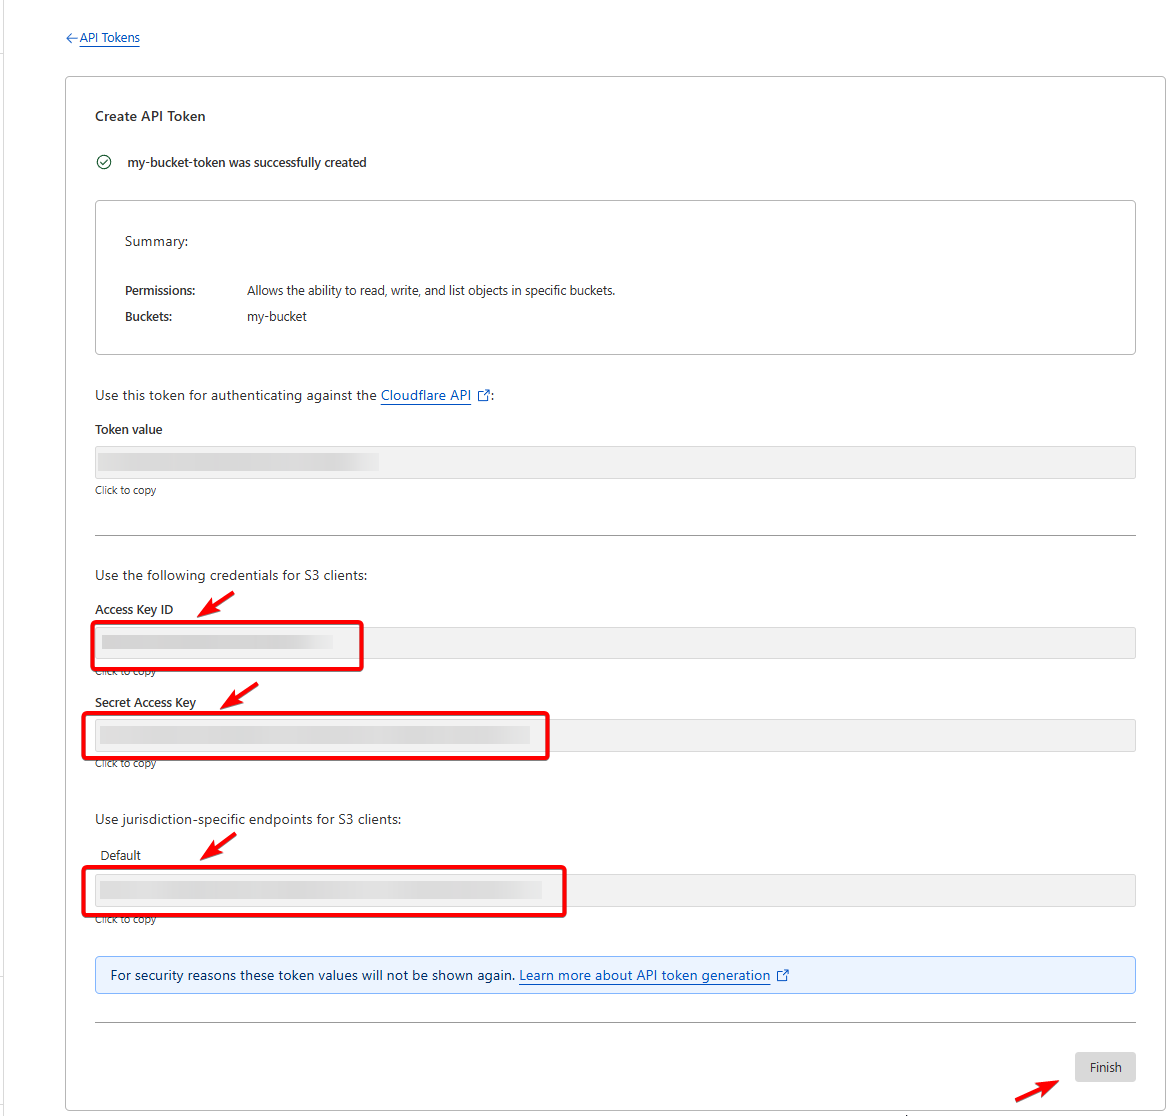 API Tokens
Create API Token
my-bucket-token was successfully created
Summary:
Permissions: Allows the ability to read, write, and list objects in specific buckets.
Buckets: my-bucket
Use this token for authenticating against the Cloudflare API :
Token value
Click to copy
Use the following credentials for S3 clients:
Access Key ID
Click to copy
Secret Access Key
Click to copy
Use jurisdiction-specific endpoints for S3 clients:
Default
Click to copy
For security reasons these token values will not be shown again. Learn more about API token generation
Finish